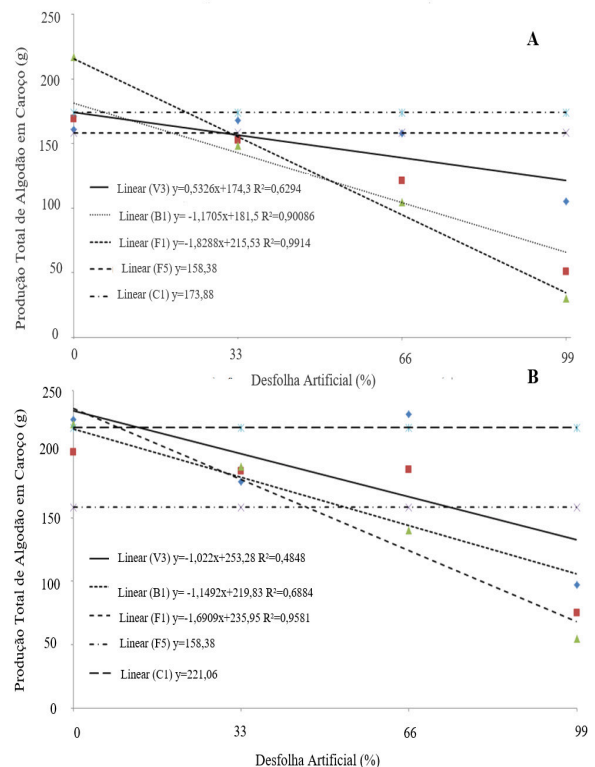 A
Produção Total de Algodão em Caroço (g)
250
200
150
100
50
0
Linear (V3) y=0,5326x+174,3 R²=0,6294
Linear (B1) y= -1,1705x+181,5 R²=0,90086
Linear (F1) y=-1,8288x+215,53 R²=0,9914
Linear (F5) y=158,38
Linear (C1) y=173,88
0 33 66 99
Desfolha Artificial (%)
B
Produção Total de Algodão em Caroço (g)
250
200
150
100
50
0
Linear (V3) y=-1,022x+253,28 R²=0,4848
Linear (B1) y= -1,1492x+219,83 R²=0,6884
Linear (F1) y=-1,6909x+235,95 R²=0,9581
Linear (F5) y=158,38
Linear (C1) y=221,06
0 33 66 99
Desfolha Artificial (%)